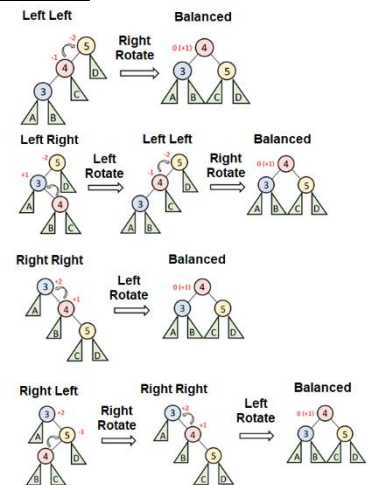 Left Left
Balanced
-2
5
Right
Rotate
0 (+1)
4
-1
4
D
3
5
3
C
A
B
A
B
C
D
Left Right
Left Left
Balanced
-2
5
Left
Rotate
-2
5
Right
Rotate
0 (+1)
4
+1
3
D
-1
4
D
3
5
A
4
3
C
B
C
A
B
A
B
C
D
Right Right
Balanced
3
+2
Left
Rotate
0 (+1)
4
A
4
+1
3
5
B
5
A
B
C
D
C
D
Right Left
Right Right
Balanced
3
+2
Right
Rotate
3
+2
Left
Rotate
0 (+1)
4
A
5
-1
A
4
+1
3
5
4
D
B
5
A
B
C
D
B
C
C
D